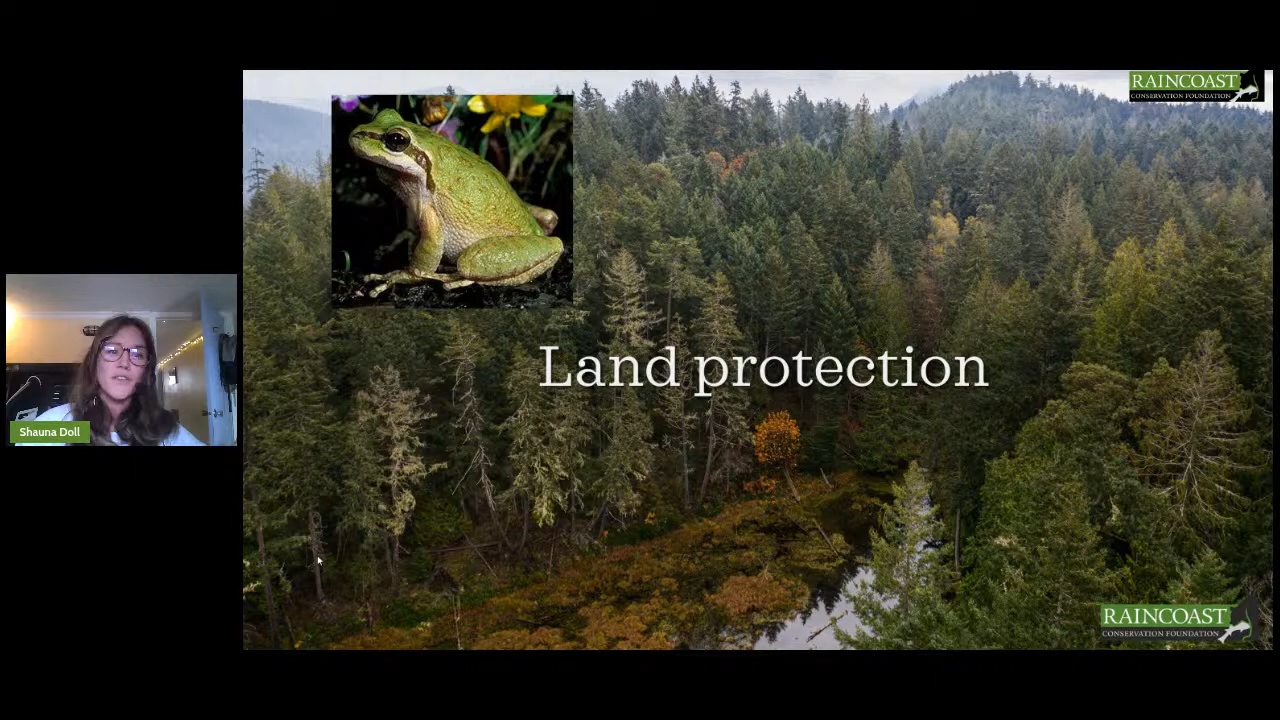 RAINCOAST
CONSERVATION FOUNDATION
Land protection
Shauna Doll
RAINCOAST
CONSERVATION FOUNDATION